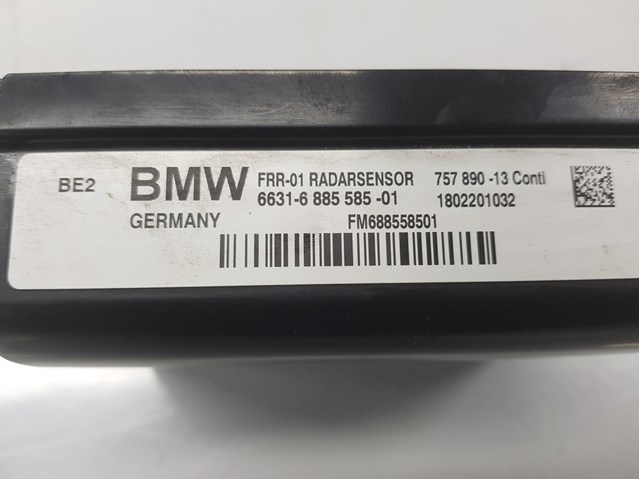 BE2 BMW FRR-01 RADARSENSOR 757 890 -13 Conti
6631-6 885 585 -01 1802201032
GERMANY FM688558501